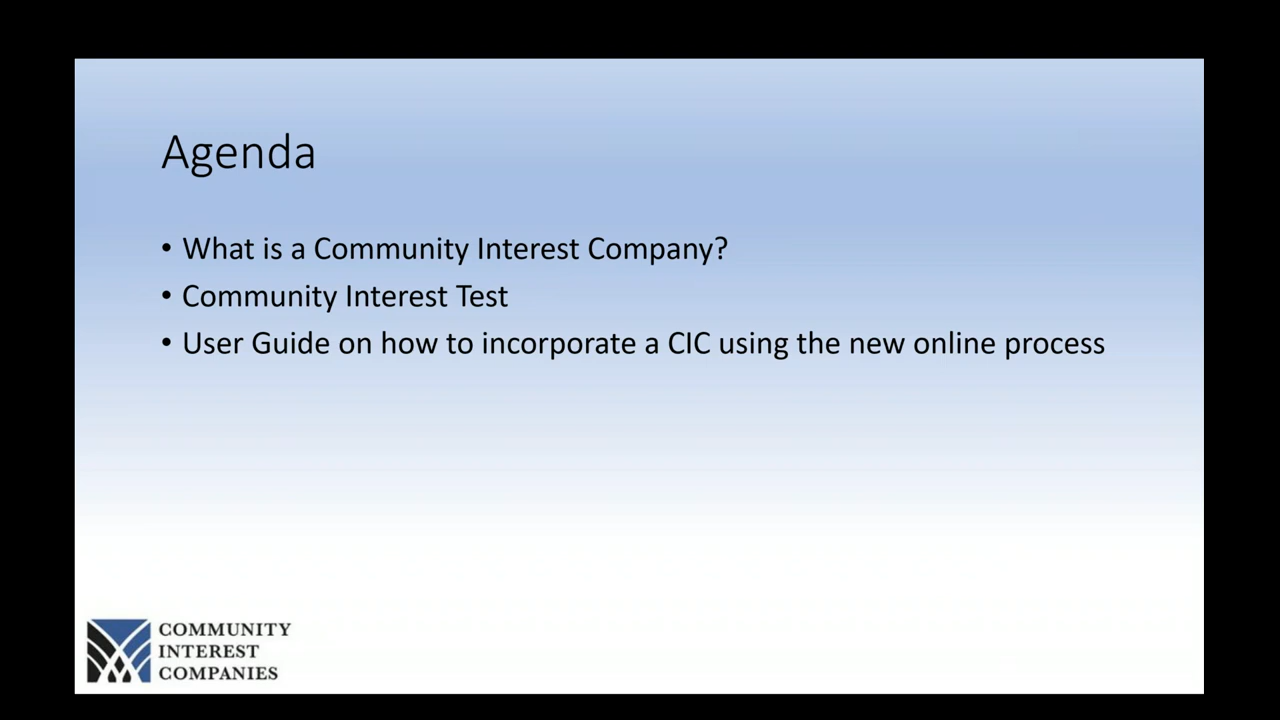 Agenda
• What is a Community Interest Company?
• Community Interest Test
• User Guide on how to incorporate a CIC using the new online process
COMMUNITY
INTEREST
COMPANIES